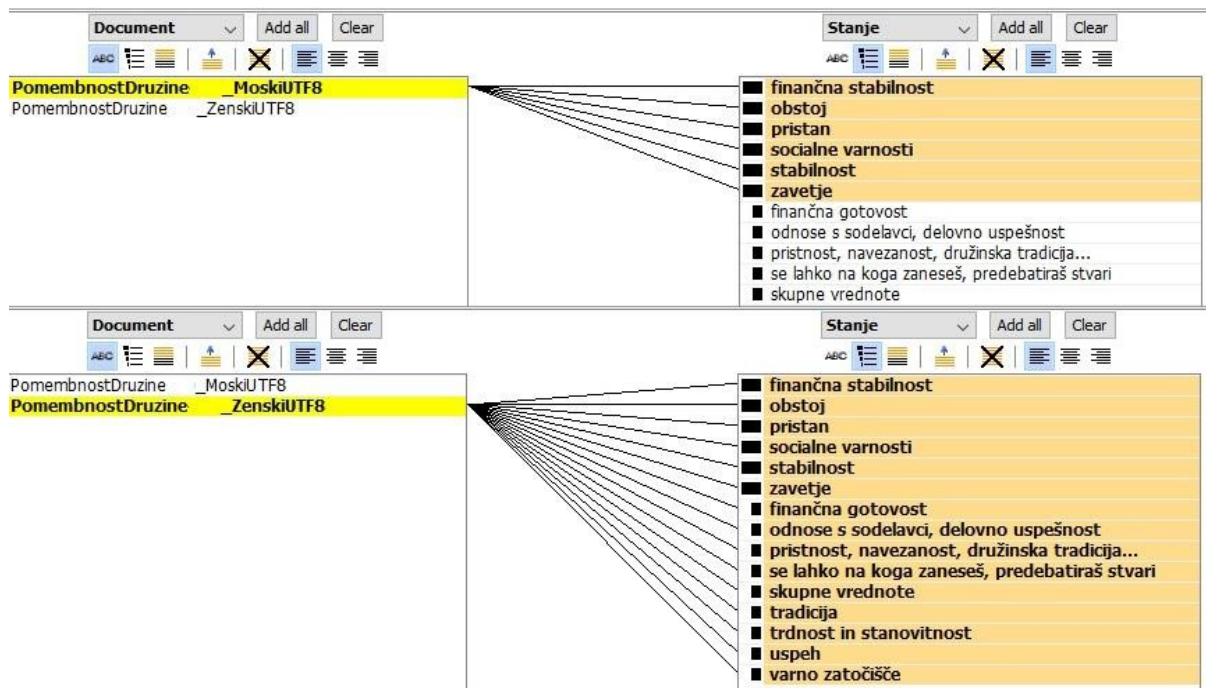 Document Add all Clear Stanje Add all Clear
ABC ABC
PomembnostDruzine _MoskiUTF8
PomembnostDruzine _ZenskiUTF8
finančna stabilnost
obstoj
pristan
socialne varnosti
stabilnost
zavetje
finančna gotovost
odnose s sodelavci, delovno uspešnost
pristnost, navezanost, družinska tradicija...
se lahko na koga zaneseš, predebatiraš stvari
skupne vrednote
Document Add all Clear Stanje Add all Clear
ABC ABC
PomembnostDruzine _MoskiUTF8
PomembnostDruzine _ZenskiUTF8
finančna stabilnost
obstoj
pristan
socialne varnosti
stabilnost
zavetje
finančna gotovost
odnose s sodelavci, delovno uspešnost
pristnost, navezanost, družinska tradicija...
se lahko na koga zaneseš, predebatiraš stvari
skupne vrednote
tradicija
trdnost in stanovitnost
uspeh
varno zatočišče